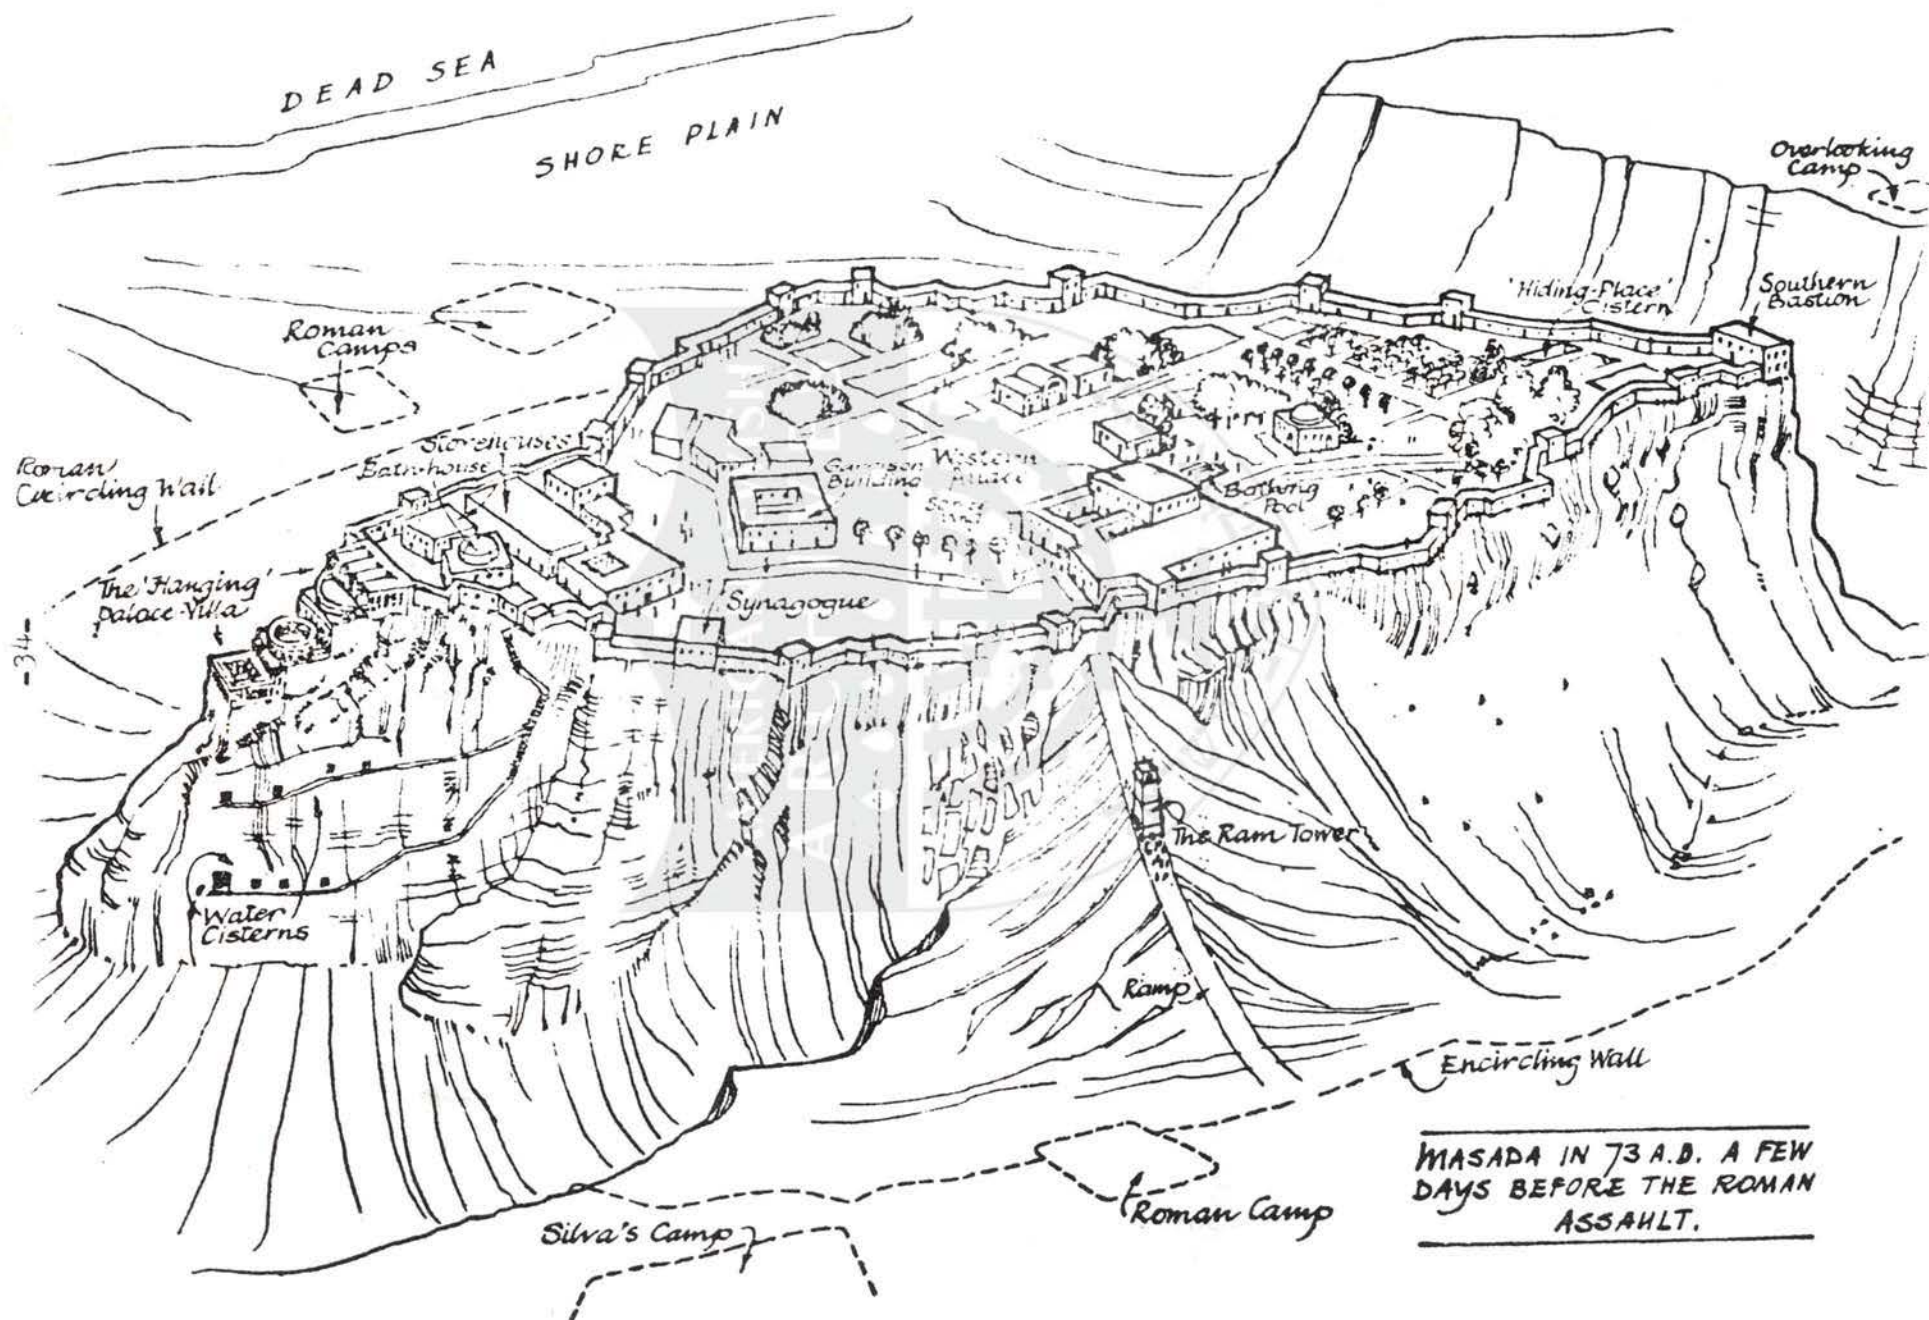 DEAD SEA
SHORE PLAIN
Overlooking
Camp
'Hiding-Place'
Cistern
Southern
Bastion
Roman
Camps
Storehouses
Bath-house
Roman
Encircling Wall
Garrison
Building
Western
Bathing
Pool
The 'Hanging'
Palace-Villa
Synagogue
-34-
The Ram Tower
Water
Cisterns
Ramp
Encircling Wall
MASADA IN 73 A.D. A FEW
DAYS BEFORE THE ROMAN
ASSAULT.
Roman Camp
Silva's Camp